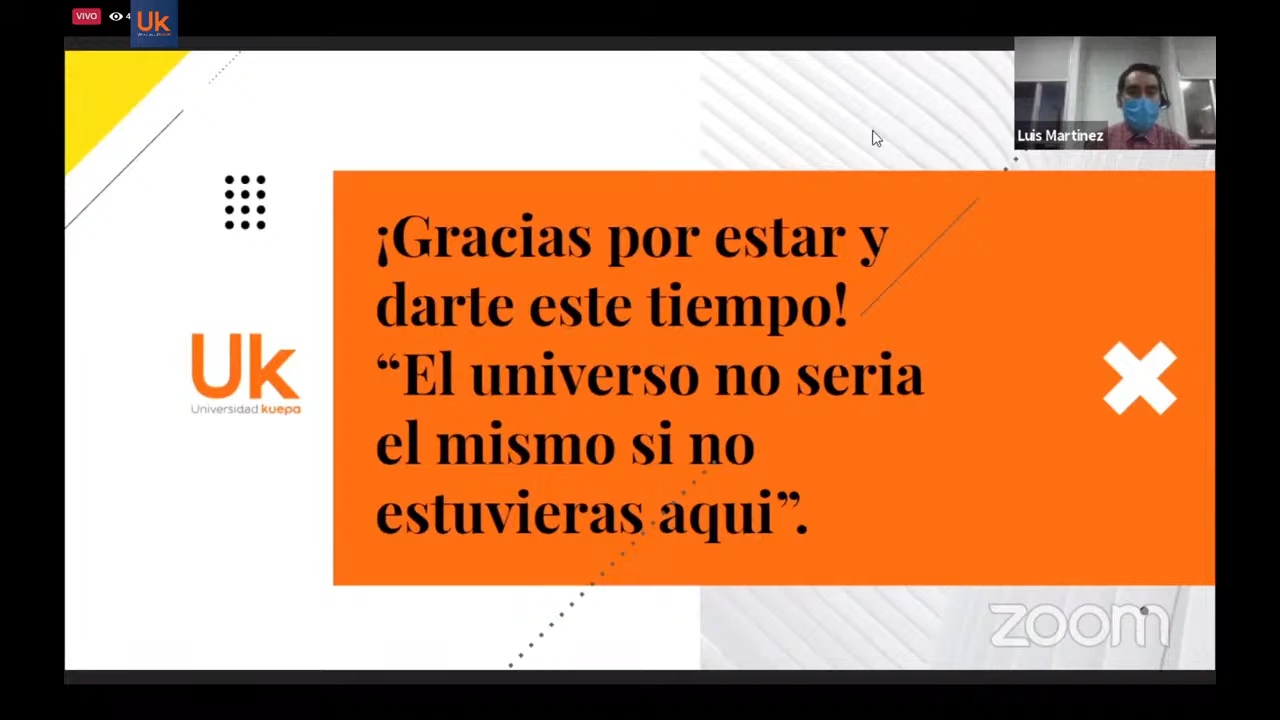 VIVO 4
Uk
Luis Martinez
¡Gracias por estar y
darte este tiempo!
“El universo no seria
el mismo si no
estuvieras aqui”.
Uk
Universidad kuepa
zoom